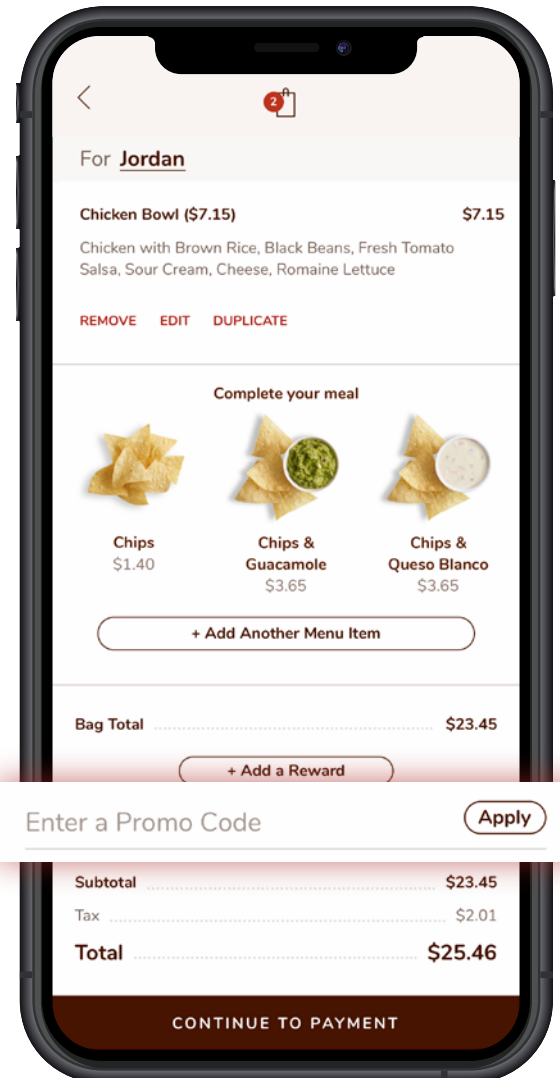 2
For Jordan
Chicken Bowl ($7.15) $7.15
Chicken with Brown Rice, Black Beans, Fresh Tomato
Salsa, Sour Cream, Cheese, Romaine Lettuce
REMOVE EDIT DUPLICATE
Complete your meal
Chips
$1.40
Chips &
Guacamole
$3.65
Chips &
Queso Blanco
$3.65
+ Add Another Menu Item
Bag Total $23.45
+ Add a Reward
Enter a Promo Code Apply
Subtotal $23.45
Tax $2.01
Total $25.46
CONTINUE TO PAYMENT